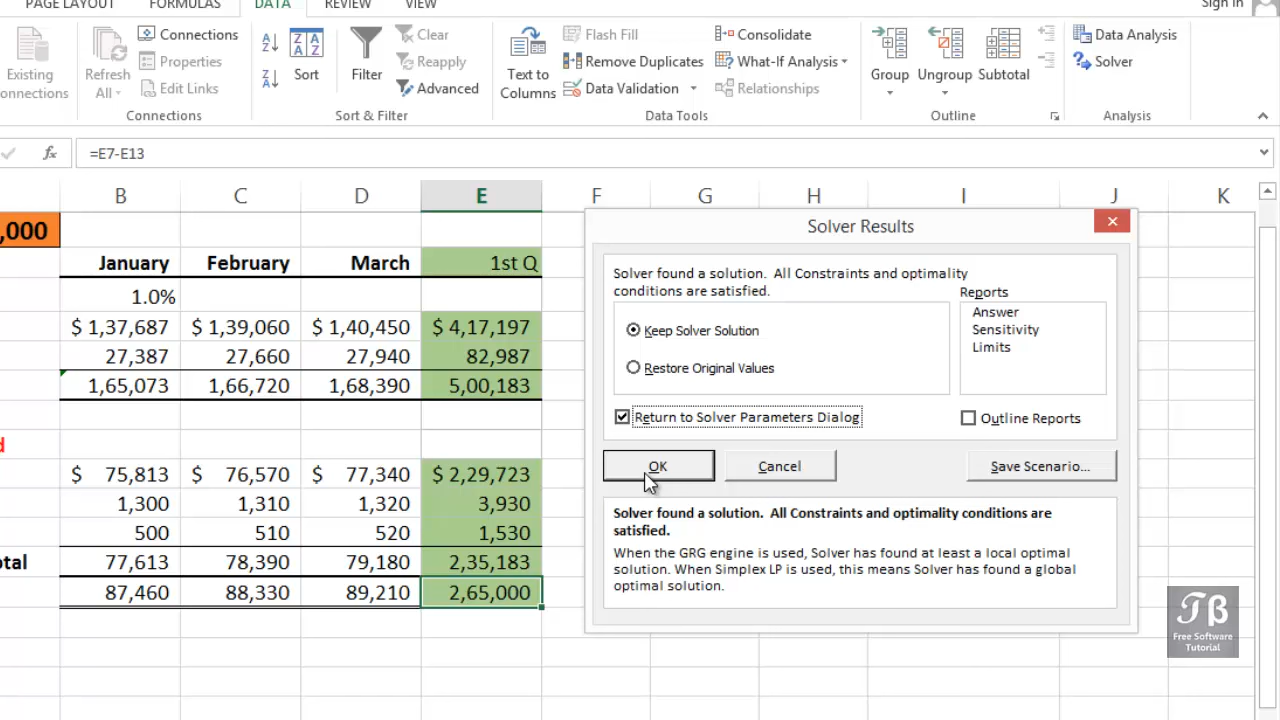 PAGE LAYOUT FORMULAS DATA REVIEW VIEW Sign in
Existing
Connections
Refresh
All
Connections
Properties
Edit Links
Connections
A
Z
Z
A
Z A
A Z
Sort
Filter
Clear
Reapply
Advanced
Sort & Filter
Text to
Columns
Flash Fill
Remove Duplicates
Data Validation
Consolidate
What-If Analysis
Relationships
Data Tools
Group
Ungroup
Subtotal
Outline
Data Analysis
Solver
Analysis
fx =E7-E13
B C D E F G H I J K
,000
January February March 1st Q
1.0%
$ 1,37,687 $ 1,39,060 $ 1,40,450 $ 4,17,197
27,387 27,660 27,940 82,987
1,65,073 1,66,720 1,68,390 5,00,183
d
$ 75,813 $ 76,570 $ 77,340 $ 2,29,723
1,300 1,310 1,320 3,930
500 510 520 1,530
otal 77,613 78,390 79,180 2,35,183
87,460 88,330 89,210 2,65,000
Solver Results
Solver found a solution. All Constraints and optimality
conditions are satisfied.
Reports
Answer
Sensitivity
Limits
Keep Solver Solution
Restore Original Values
Return to Solver Parameters Dialog
Outline Reports
OK Cancel Save Scenario...
Solver found a solution. All Constraints and optimality conditions are
satisfied.
When the GRG engine is used, Solver has found at least a local optimal
solution. When Simplex LP is used, this means Solver has found a global
optimal solution.
Free Software
Tutorial